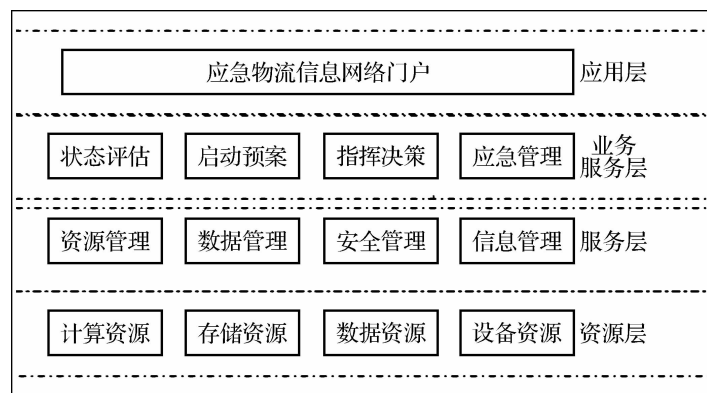 应急物流信息网络门户 应用层
状态评估 启动预案 指挥决策 应急管理 业务
服务层
资源管理 数据管理 安全管理 信息管理 服务层
计算资源 存储资源 数据资源 设备资源 资源层